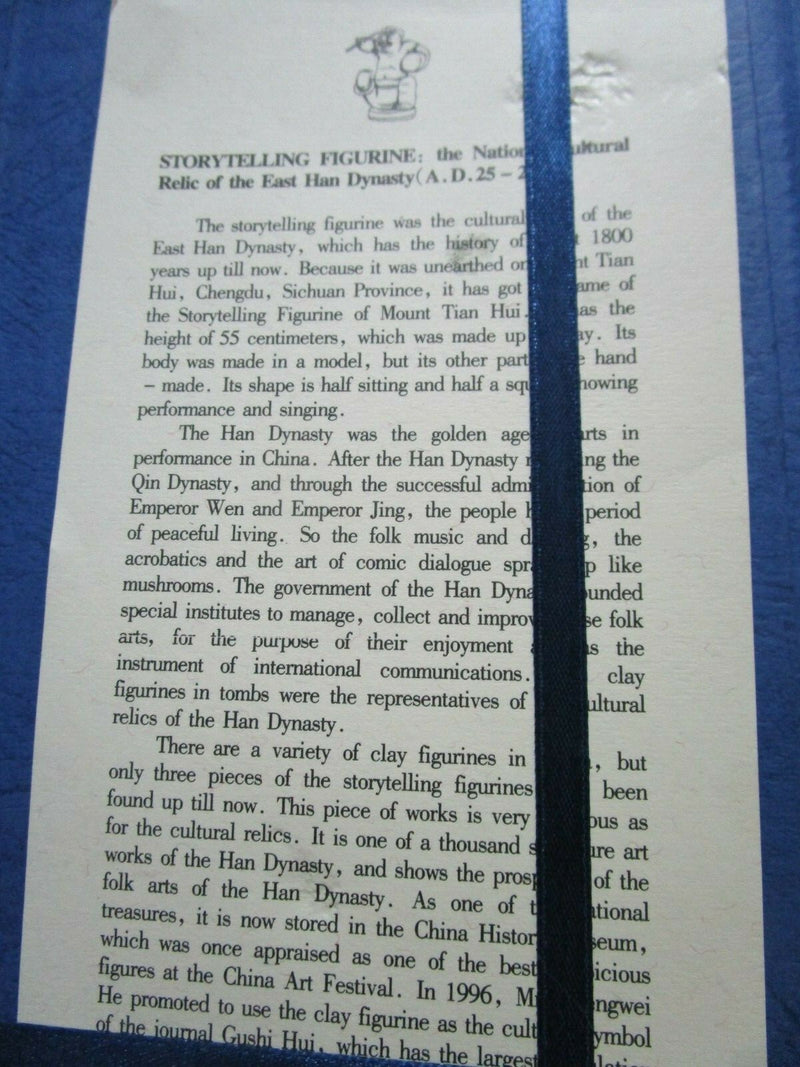 STORYTELLING FIGURINE: the Natio ultural
Relic of the East Han Dynasty(A.D.25 – 2
The storytelling figurine was the cultural of the
East Han Dynasty, which has the history of 1800
years up till now. Because it was unearthed on Tian
Hui, Chengdu, Sichuan Province, it has got ame of
the Storytelling Figurine of Mount Tian Hui. as the
height of 55 centimeters, which was made up ay. Its
body was made in a model, but its other part hand
– made. Its shape is half sitting and half a squ howing
performance and singing.
The Han Dynasty was the golden age arts in
performance in China. After the Han Dynasty ng the
Qin Dynasty, and through the successful admi tion of
Emperor Wen and Emperor Jing, the people period
of peaceful living. So the folk music and d g, the
acrobatics and the art of comic dialogue spr p like
mushrooms. The government of the Han Dyna ounded
special institutes to manage, collect and improv se folk
arts, for the purpose of their enjoyment as the
instrument of international communications. clay
figurines in tombs were the representatives of ultural
relics of the Han Dynasty.
There are a variety of clay figurines in , but
only three pieces of the storytelling figurines been
found up till now. This piece of works is very ous as
for the cultural relics. It is one of a thousand s ure art
works of the Han Dynasty, and shows the prosp of the
folk arts of the Han Dynasty. As one of t ational
treasures, it is now stored in the China Histor seum,
which was once appraised as one of the best icious
figures at the China Art Festival. In 1996, M engwei
He promoted to use the clay figurine as the cult ymbol
of the journal Gushi Hui, which has the largest